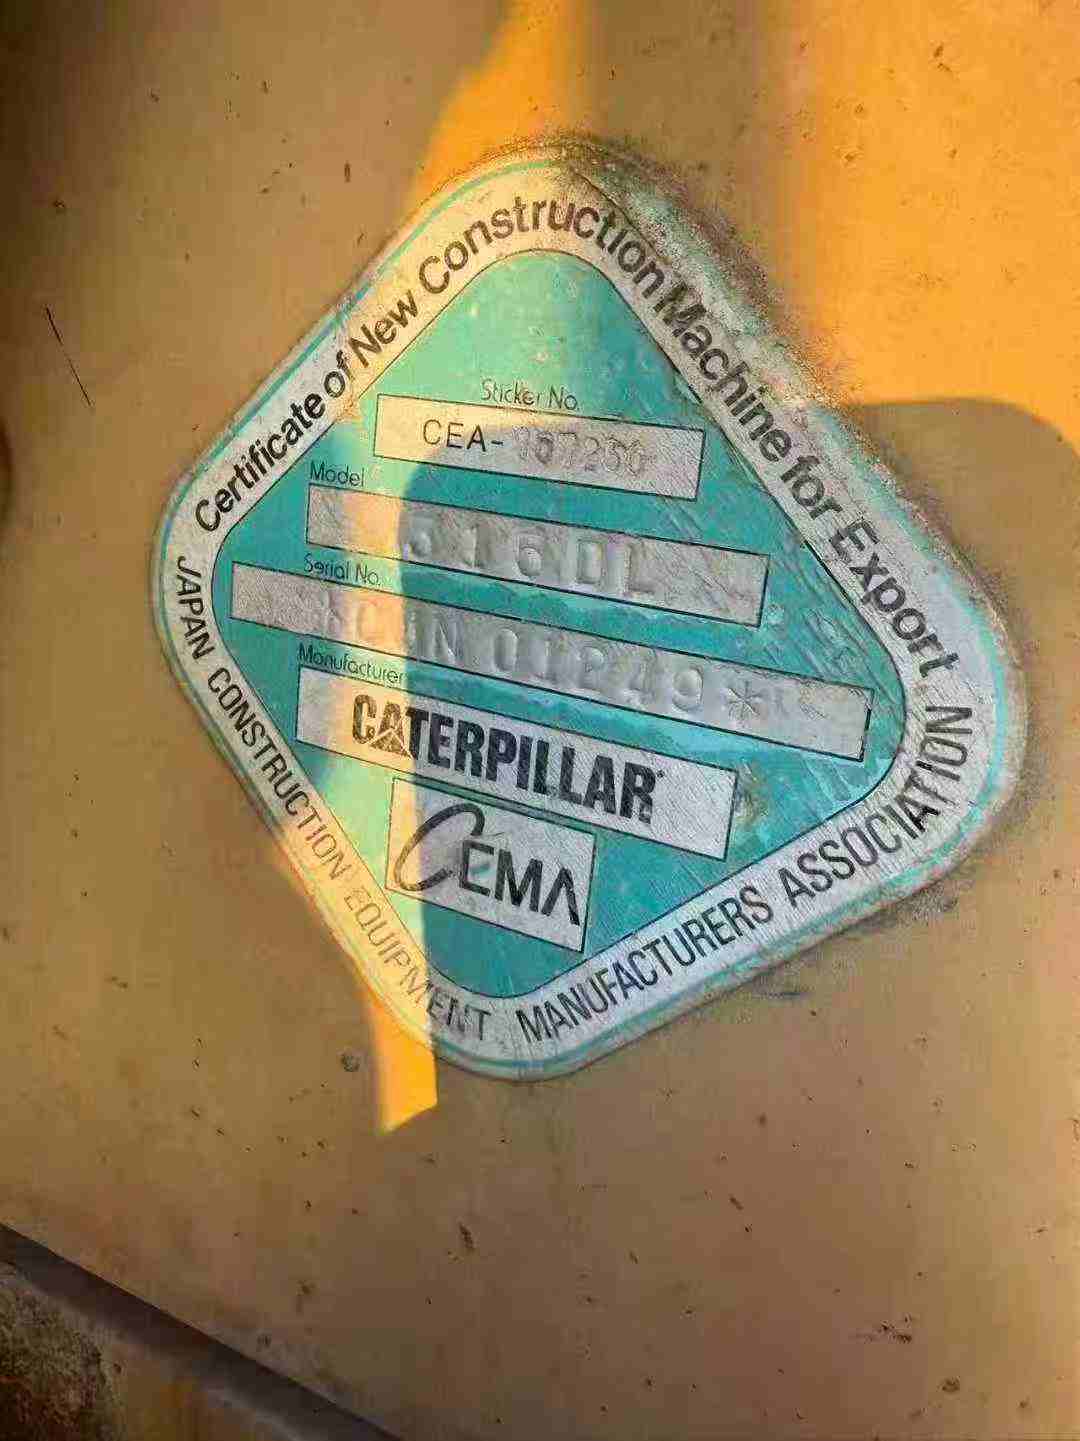 Certificate of New Construction Machine for Export
Sticker No.
CEA-
Model
316DL
Serial No.
Manufacturer
CATERPILLAR
CEMA
JAPAN CONSTRUCTION EQUIPMENT MANUFACTURERS ASSOCIATION